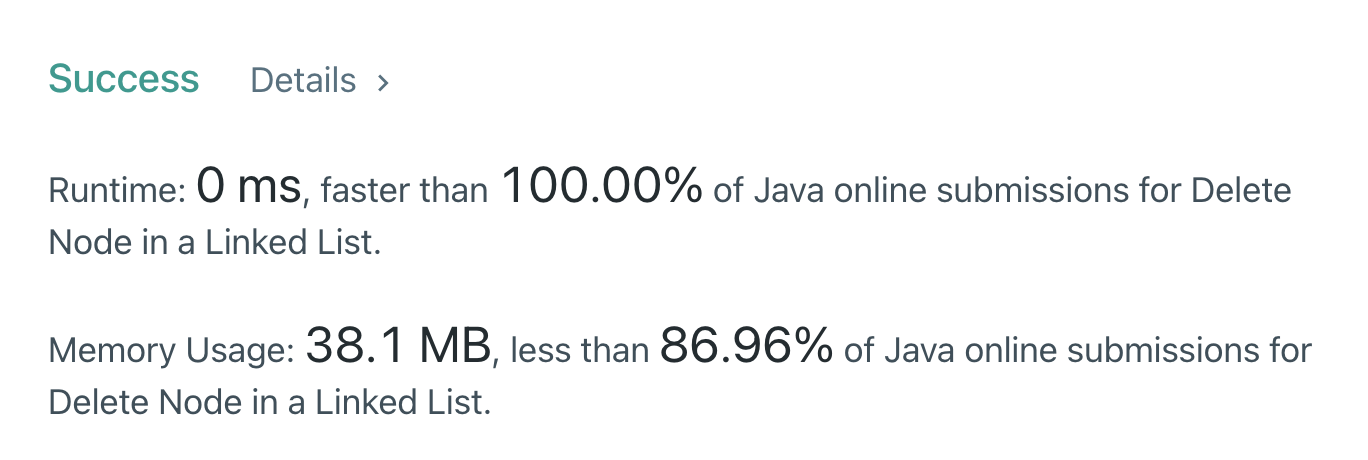 Success Details >
Runtime: 0 ms, faster than 100.00% of Java online submissions for Delete
Node in a Linked List.
Memory Usage: 38.1 MB, less than 86.96% of Java online submissions for
Delete Node in a Linked List.